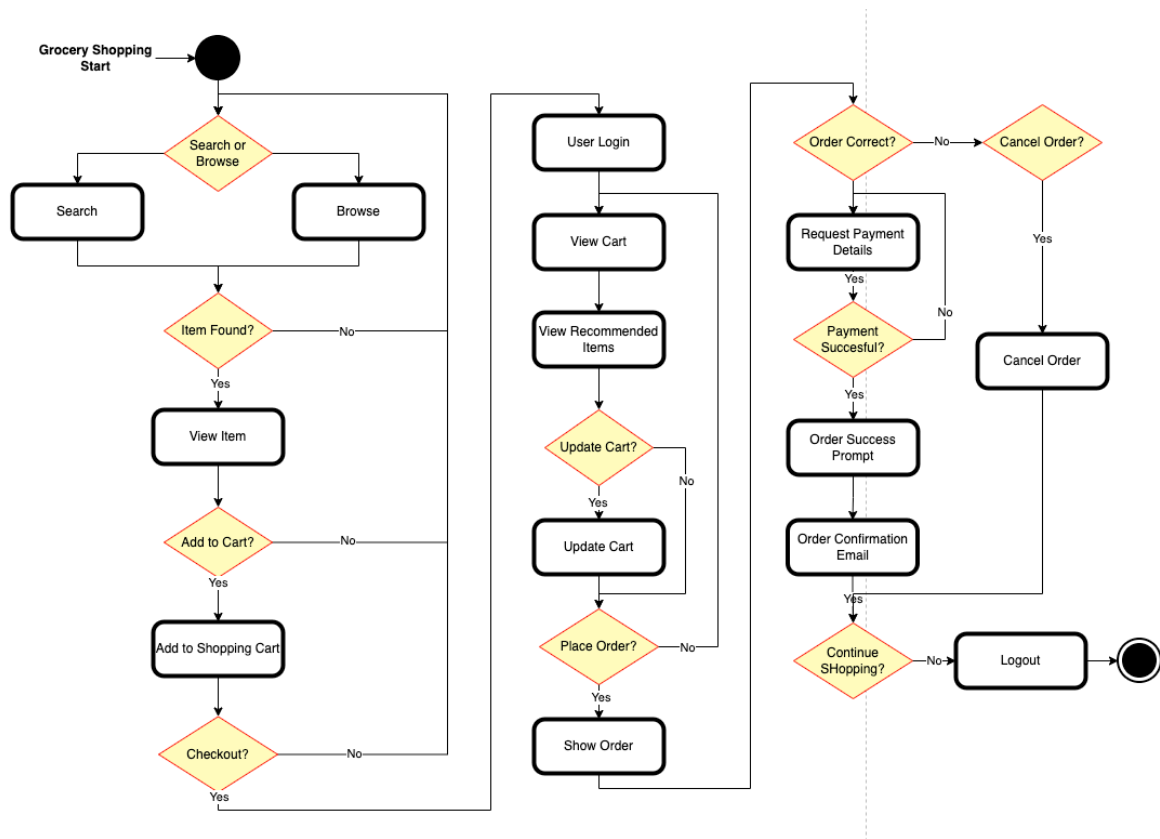 Grocery Shopping
Start
Search or
Browse
Search
Browse
Item Found?
No
Yes
View Item
Add to Cart?
No
Yes
Add to Shopping Cart
Checkout?
No
Yes
User Login
View Cart
View Recommended
Items
Update Cart?
No
Yes
Update Cart
Place Order?
No
Yes
Show Order
Order Correct?
No
Cancel Order?
Yes
Cancel Order
Request Payment
Details
Yes
No
Payment
Succesful?
Yes
Order Success
Prompt
Order Confirmation
Email
Yes
Continue
SHopping?
No
Logout